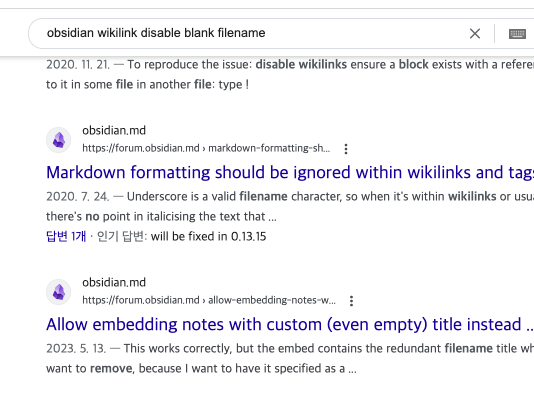 obsidian wikilink disable blank filename
2020. 11. 21. — To reproduce the issue: disable wikilinks ensure a block exists with a
to it in some file in another file: type !
obsidian.md
https://forum.obsidian.md › markdown-formatting-sh...
Markdown formatting should be ignored within wikilinks and tags
2020. 7. 24. — Underscore is a valid filename character, so when it's within wikilinks or
there's no point in italicising the text that ...
답변 1개 · 인기 답변: will be fixed in 0.13.15
obsidian.md
https://forum.obsidian.md › allow-embedding-notes-w...
Allow embedding notes with custom (even empty) title instead ...
2023. 5. 13. — This works correctly, but the embed contains the redundant filename title
want to remove, because I want to have it specified as a ...